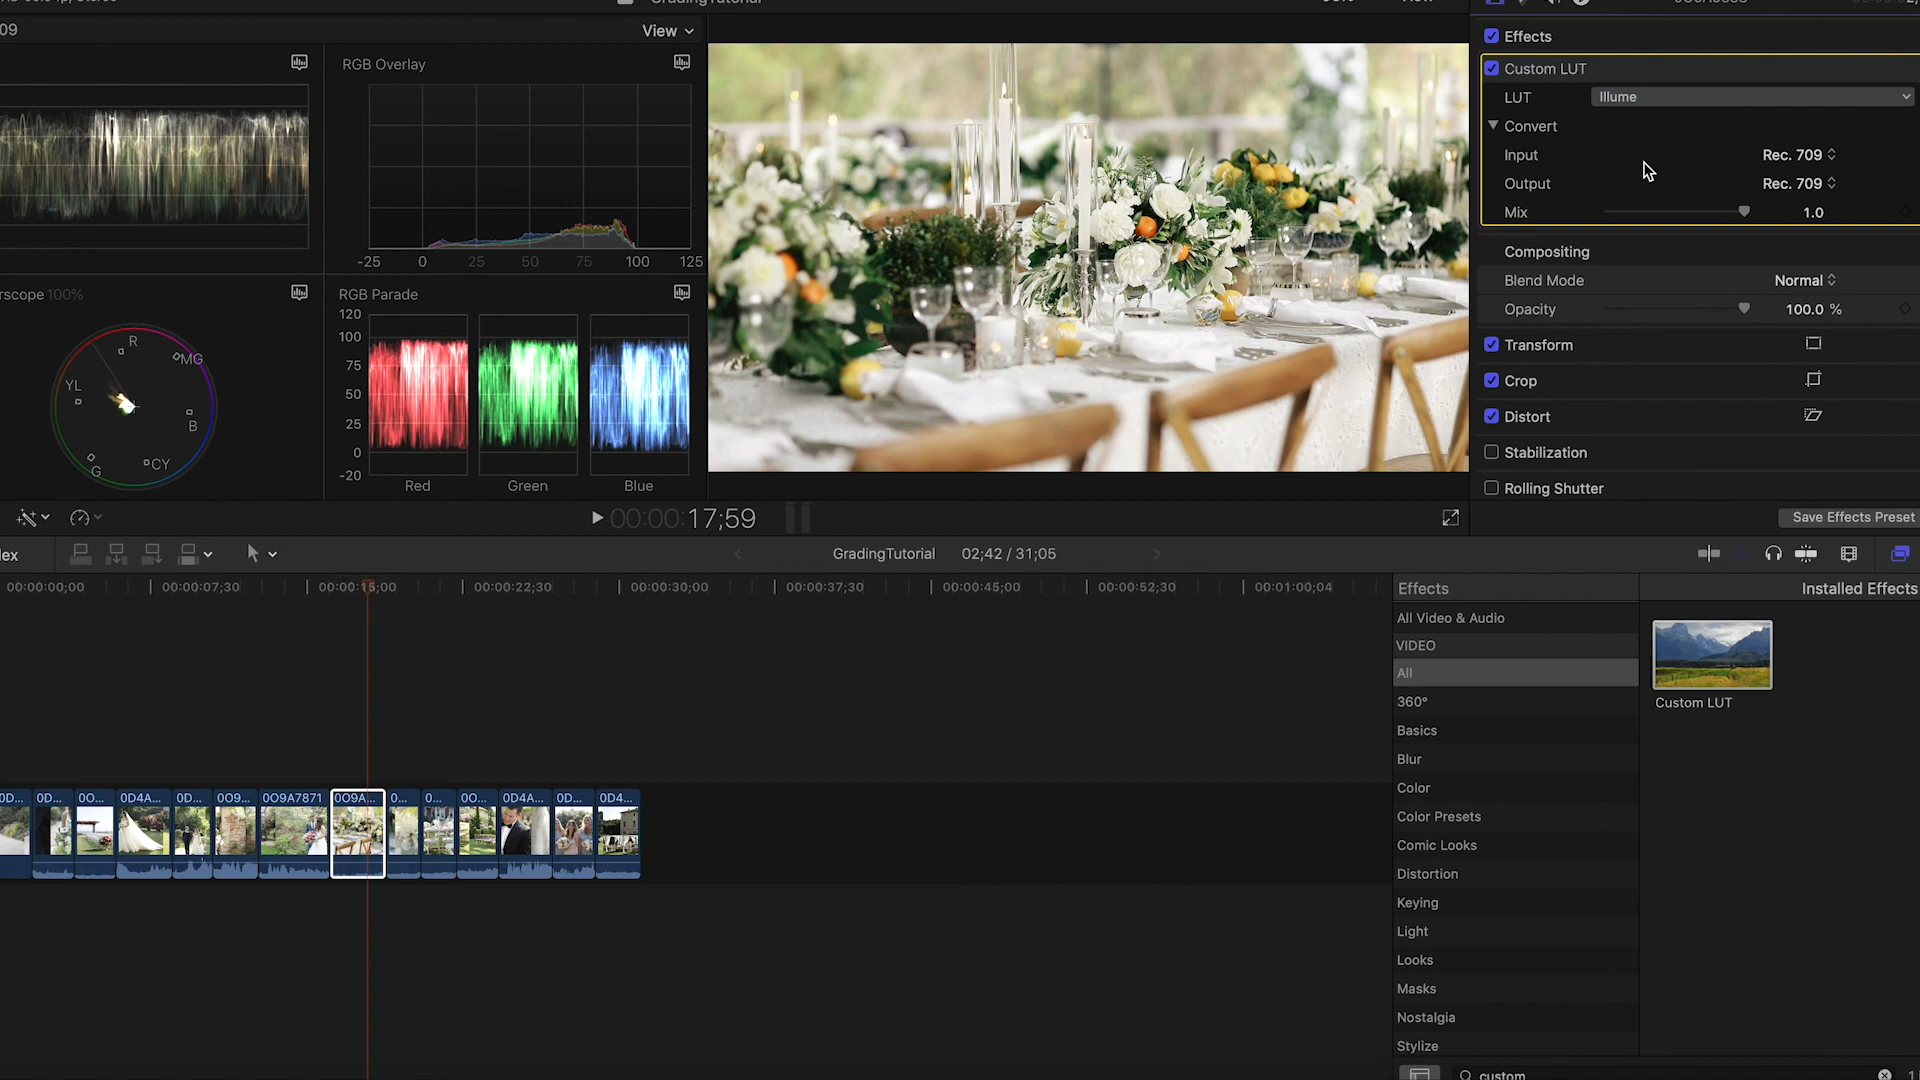 09
View
RGB Overlay
-25 0 25 50 75 100 125
rscope 100%
R
MG
YL
B
CY
G
RGB Parade
120
100
75
50
25
0
-20
Red Green Blue
Effects
Custom LUT
LUT Illume
Convert
Input Rec. 709
Output Rec. 709
Mix 1.0
Compositing
Blend Mode Normal
Opacity 100.0 %
Transform
Crop
Distort
Stabilization
Rolling Shutter
Save Effects Preset
00:00:17;59
lex
GradingTutorial 02;42 / 31;05
00:00:00;00 00:00:07;30 00:00:15;00 00:00:22;30 00:00:30;00 00:00:37;30 00:00:45;00 00:00:52;30 00:01:00;04
0D... 0D... 0O... 0D4A... 0D... 0O9... 0O9A7871 0O9A... 0... 0... 0O... 0D4A... 0D... 0D4...
Effects
Installed Effects
All Video & Audio
VIDEO
All
360°
Basics
Blur
Color
Color Presets
Comic Looks
Distortion
Keying
Light
Looks
Masks
Nostalgia
Stylize
Custom LUT
custom